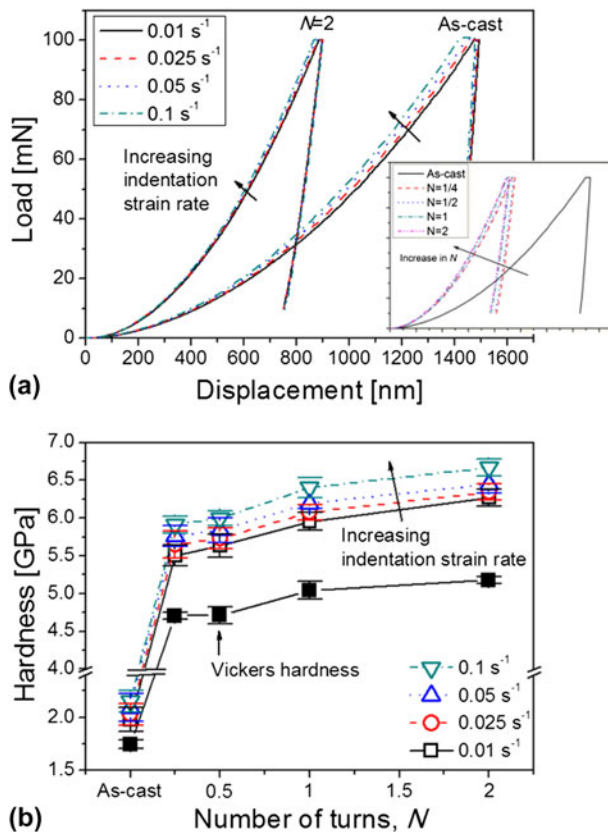 0.01 s⁻¹
0.025 s⁻¹
0.05 s⁻¹
0.1 s⁻¹
N=2
As-cast
Increasing
indentation
strain rate
As-cast
N=1/4
N=1/2
N=1
N=2
Increase in N
Load [mN]
100
80
60
40
20
0
0 200 400 600 800 1000 1200 1400 1600
Displacement [nm]
(a)
Hardness [GPa]
7.0
6.5
6.0
5.5
5.0
4.5
4.0
2.0
1.5
Increasing
indentation strain rate
Vickers hardness
0.1 s⁻¹
0.05 s⁻¹
0.025 s⁻¹
0.01 s⁻¹
As-cast 0.5 1 2
Number of turns, N
(b)